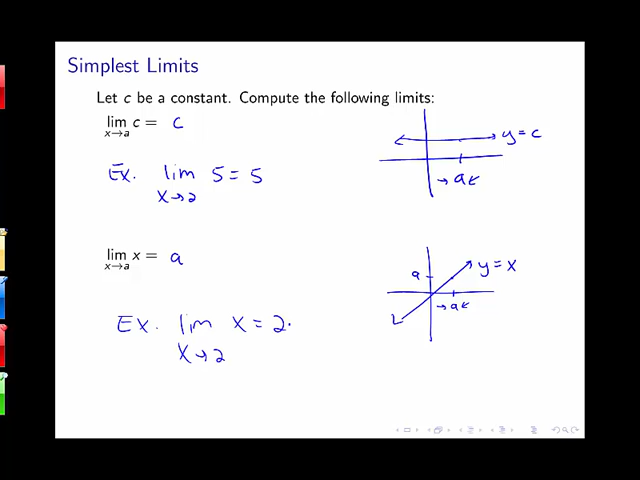 Simplest Limits
Let c be a constant. Compute the following limits:
lim c = c
x→a
y = c
→ a ←
Ex. lim 5 = 5
x→2
lim x = a
x→a
a
y = x
→ a ←
Ex. lim x = 2.
x→2